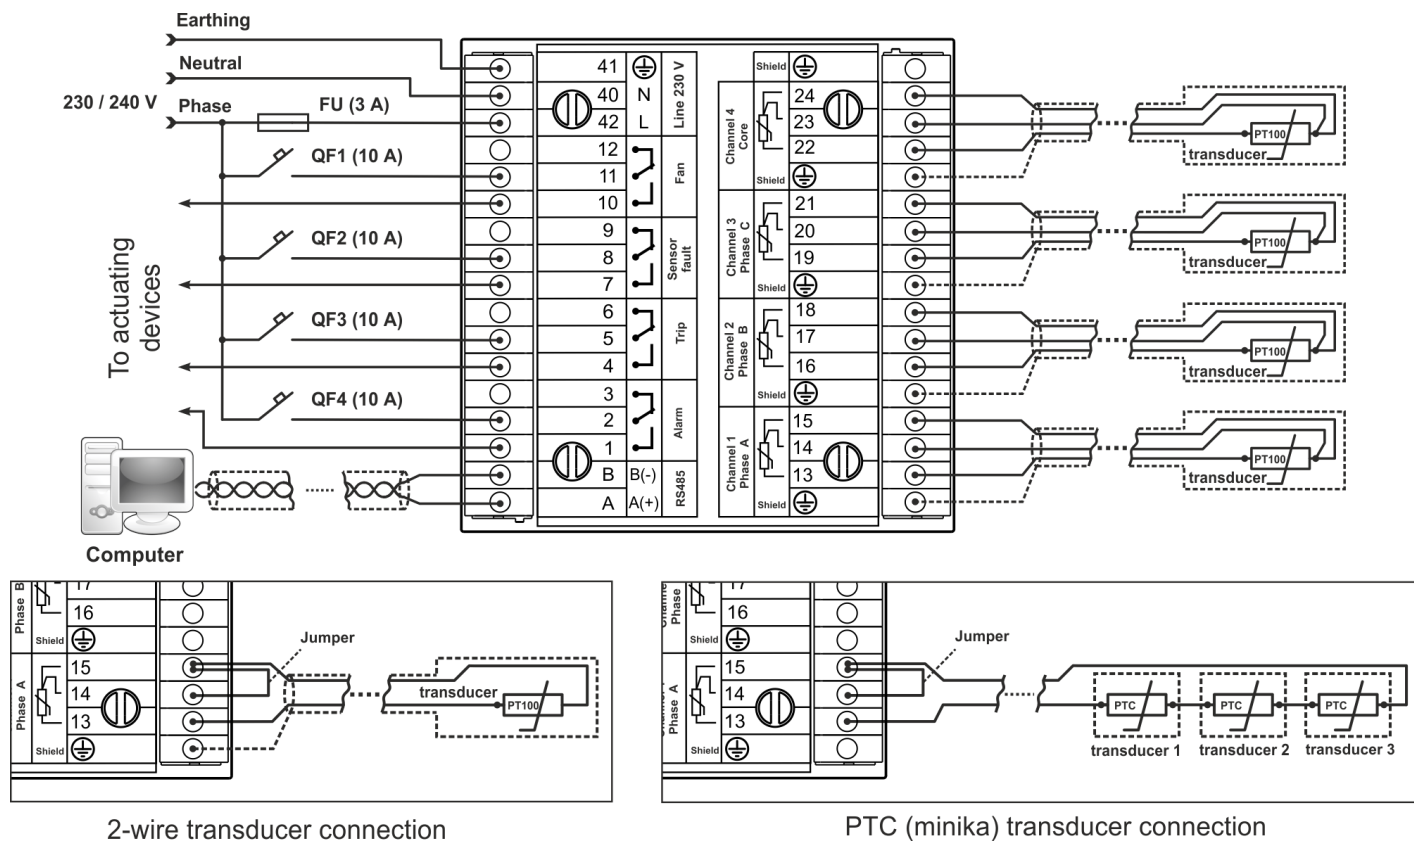 Earthing
Neutral
230 / 240 V
Phase
FU (3 A)
QF1 (10 A)
QF2 (10 A)
QF3 (10 A)
QF4 (10 A)
To actuating
devices
Computer
41
40 N
42 L
Line 230 V
12
11
10
Fan
9
8
7
Sensor
fault
6
5
4
Trip
3
2
1
Alarm
B B(-)
A A(+)
RS485
Shield
Channel 4
Core
24
23
22
Shield
Channel 3
Phase C
21
20
19
Shield
Channel 2
Phase B
18
17
16
Shield
Channel 1
Phase A
15
14
13
Shield
PT100
transducer
PT100
transducer
PT100
transducer
PT100
transducer
Phase B
17
16
Shield
Phase A
15
14
13
Shield
Jumper
transducer
PT100
2-wire transducer connection
Phase
17
16
Shield
Phase A
15
14
13
Shield
Jumper
PTC
PTC
PTC
transducer 1
transducer 2
transducer 3
PTC (minika) transducer connection